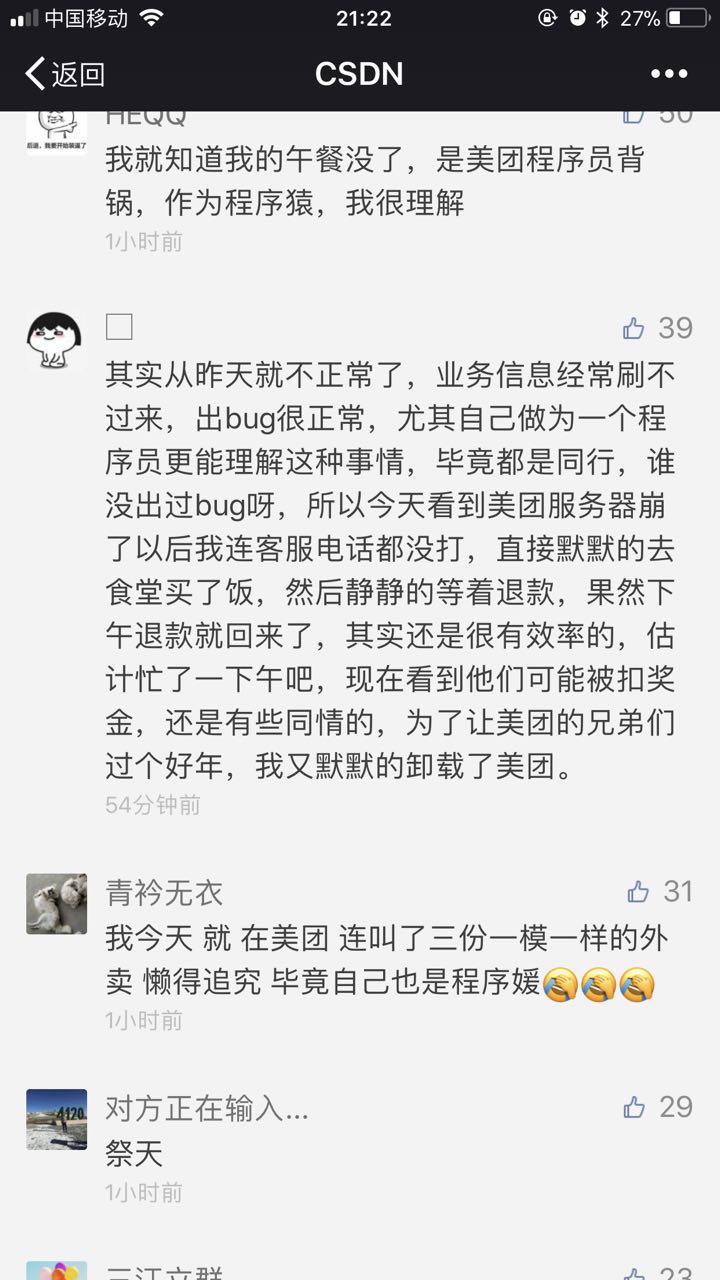 中国移动 21:22 27%
返回 CSDN
HEQQ 50
后退，我要开始装逼了
我就知道我的午餐没了，是美团程序员背
锅，作为程序猿，我很理解
1小时前
39
其实从昨天就不正常了，业务信息经常刷不
过来，出bug很正常，尤其自己做为一个程
序员更能理解这种事情，毕竟都是同行，谁
没出过bug呀，所以今天看到美团服务器崩
了以后我连客服电话都没打，直接默默的去
食堂买了饭，然后静静的等着退款，果然下
午退款就回来了，其实还是很有效率的，估
计忙了一下午吧，现在看到他们可能被扣奖
金，还是有些同情的，为了让美团的兄弟们
过个好年，我又默默的卸载了美团。
54分钟前
青衿无衣 31
我今天 就 在美团 连叫了三份一模一样的外
卖 懒得追究 毕竟自己也是程序媛🤦🤦🤦
1小时前
4120
对方正在输入... 29
祭天
1小时前
三江立群 23